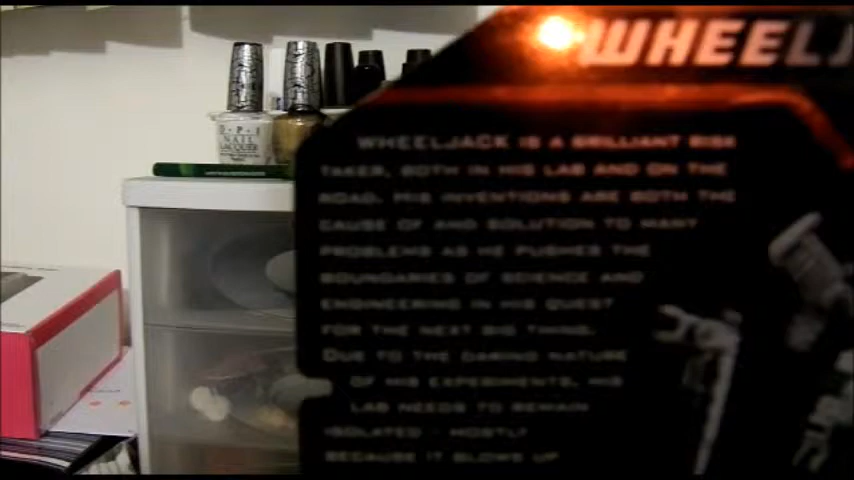 WHEELJ
O·P·I
NAIL
LACQUER
WHEELJACK IS A BRILLIANT RISK
TAKER, BOTH IN HIS LAB AND ON THE
ROAD. HIS INVENTIONS ARE BOTH THE
CAUSE OF AND SOLUTION TO MANY
PROBLEMS AS HE PUSHES THE
BOUNDARIES OF SCIENCE AND
ENGINEERING IN HIS QUEST
FOR THE NEXT BIG THING.
DUE TO THE DARING NATURE
OF HIS EXPERIMENTS, HIS
LAB NEEDS TO REMAIN
ISOLATED - MOSTLY
BECAUSE IT BLOWS UP